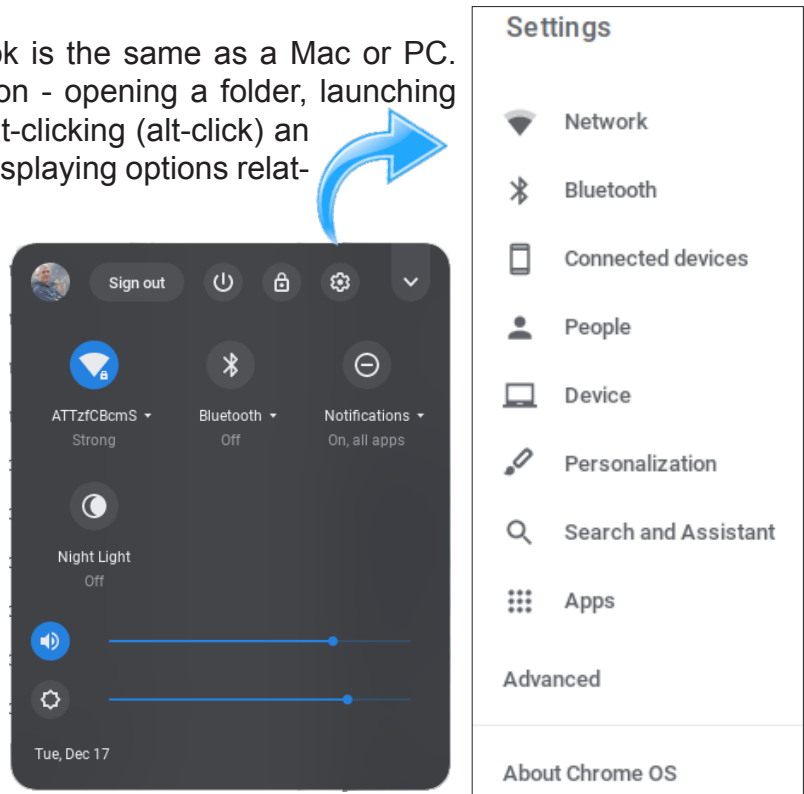 ok is the same as a Mac or PC.
on - opening a folder, launching
t-clicking (alt-click) an
splaying options relat-
Sign out
ATTzfCBcmS
Strong
Bluetooth
Off
Notifications
On, all apps
Night Light
Off
Tue, Dec 17
Settings
Network
Bluetooth
Connected devices
People
Device
Personalization
Search and Assistant
Apps
Advanced
About Chrome OS